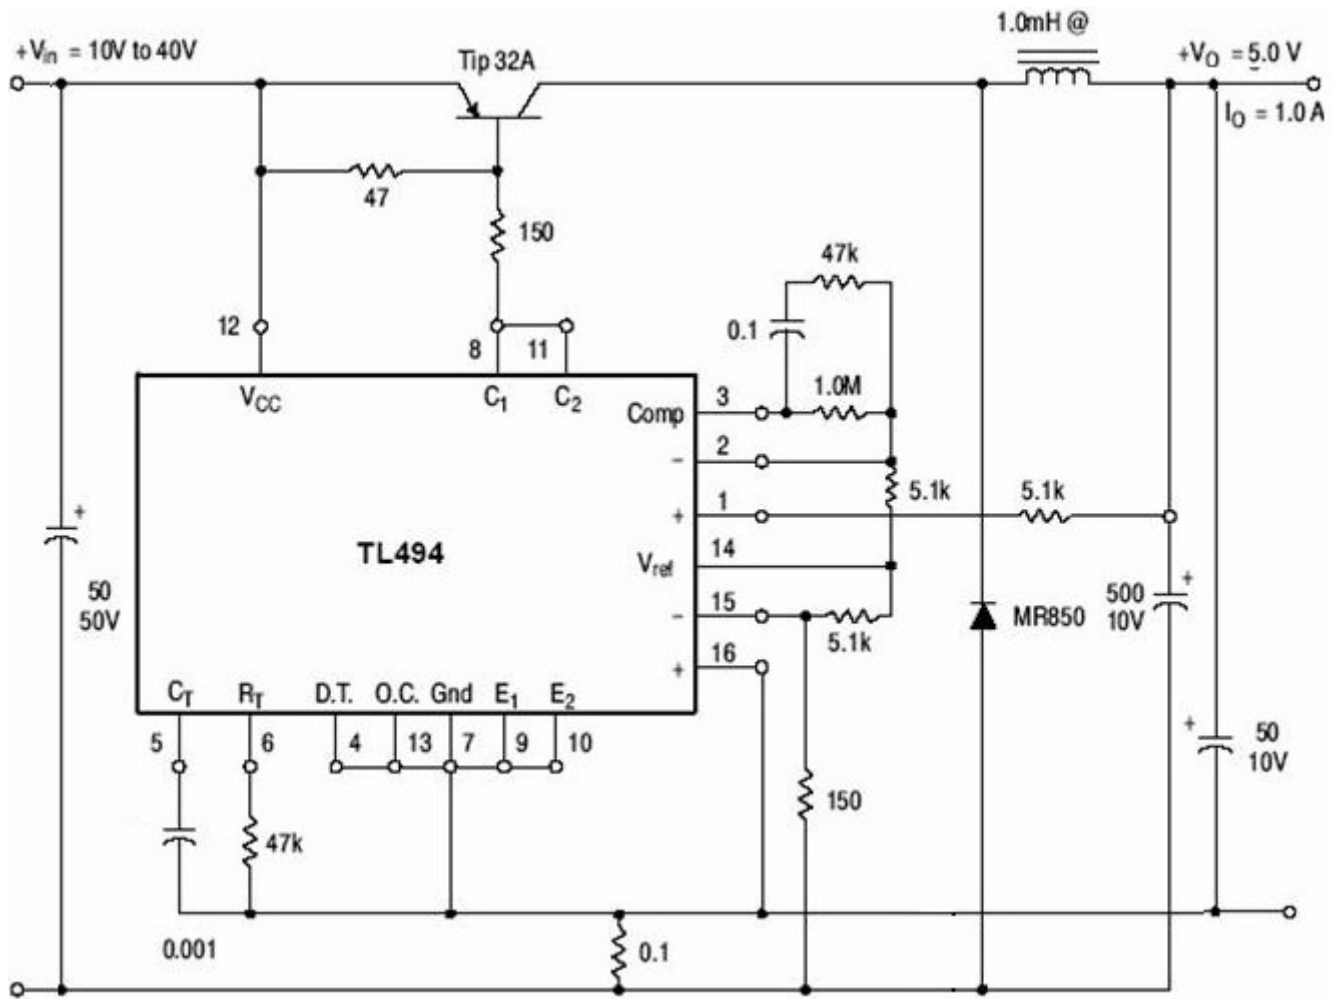 +Vin = 10V to 40V
Tip 32A
1.0mH @
+VO = 5.0 V
IO = 1.0 A
47
150
47k
0.1
1.0M
12
8
11
VCC
C1
C2
Comp
3
−
2
5.1k
5.1k
+
1
TL494
Vref
14
−
15
5.1k
+
16
+
50
50V
MR850
+
500
10V
+
50
10V
CT
RT
D.T.
O.C.
Gnd
E1
E2
5
6
4
13
7
9
10
47k
150
0.001
0.1